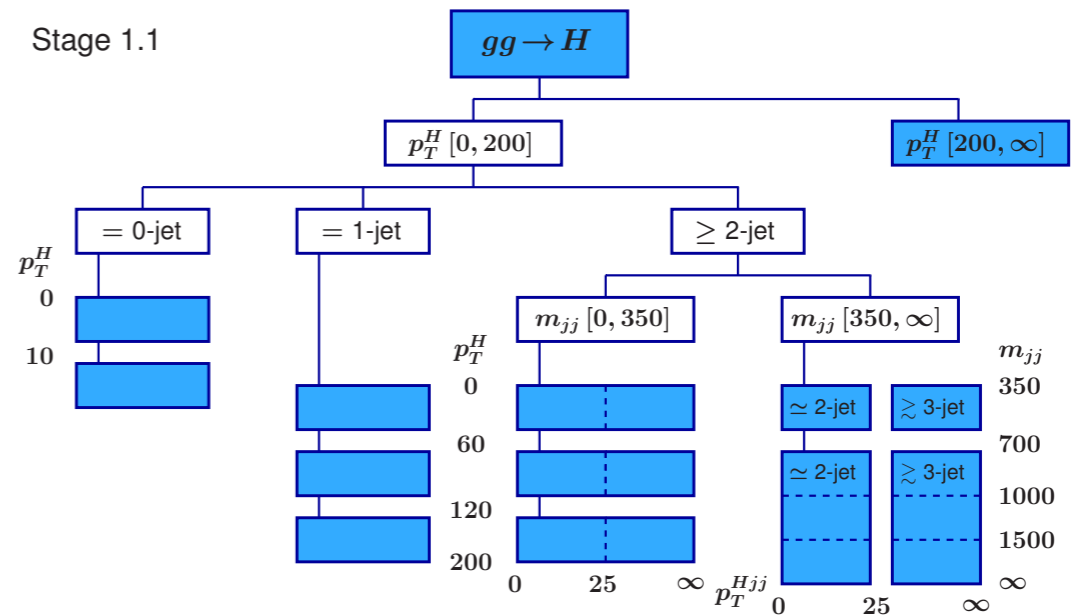 Stage 1.1
gg → H
p_T^H [0, 200]
p_T^H [200, ∞]
= 0-jet
= 1-jet
≥ 2-jet
p_T^H
0
10
m_jj [0, 350]
m_jj [350, ∞]
p_T^H
0
60
120
200
m_jj
350
700
1000
1500
∞
≃ 2-jet
≳ 3-jet
≃ 2-jet
≳ 3-jet
0 25 ∞
p_T^Hjj
0 25 ∞